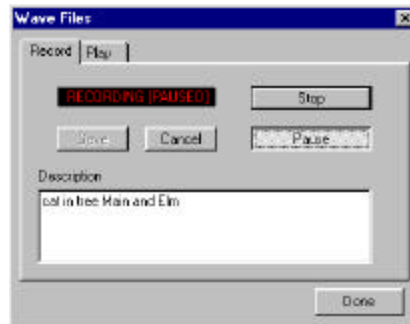 Wave Files
Record Play
RECORDING [PAUSED]
Stop
Save Cancel Pause
Description
cat in tree Main and Elm
Done